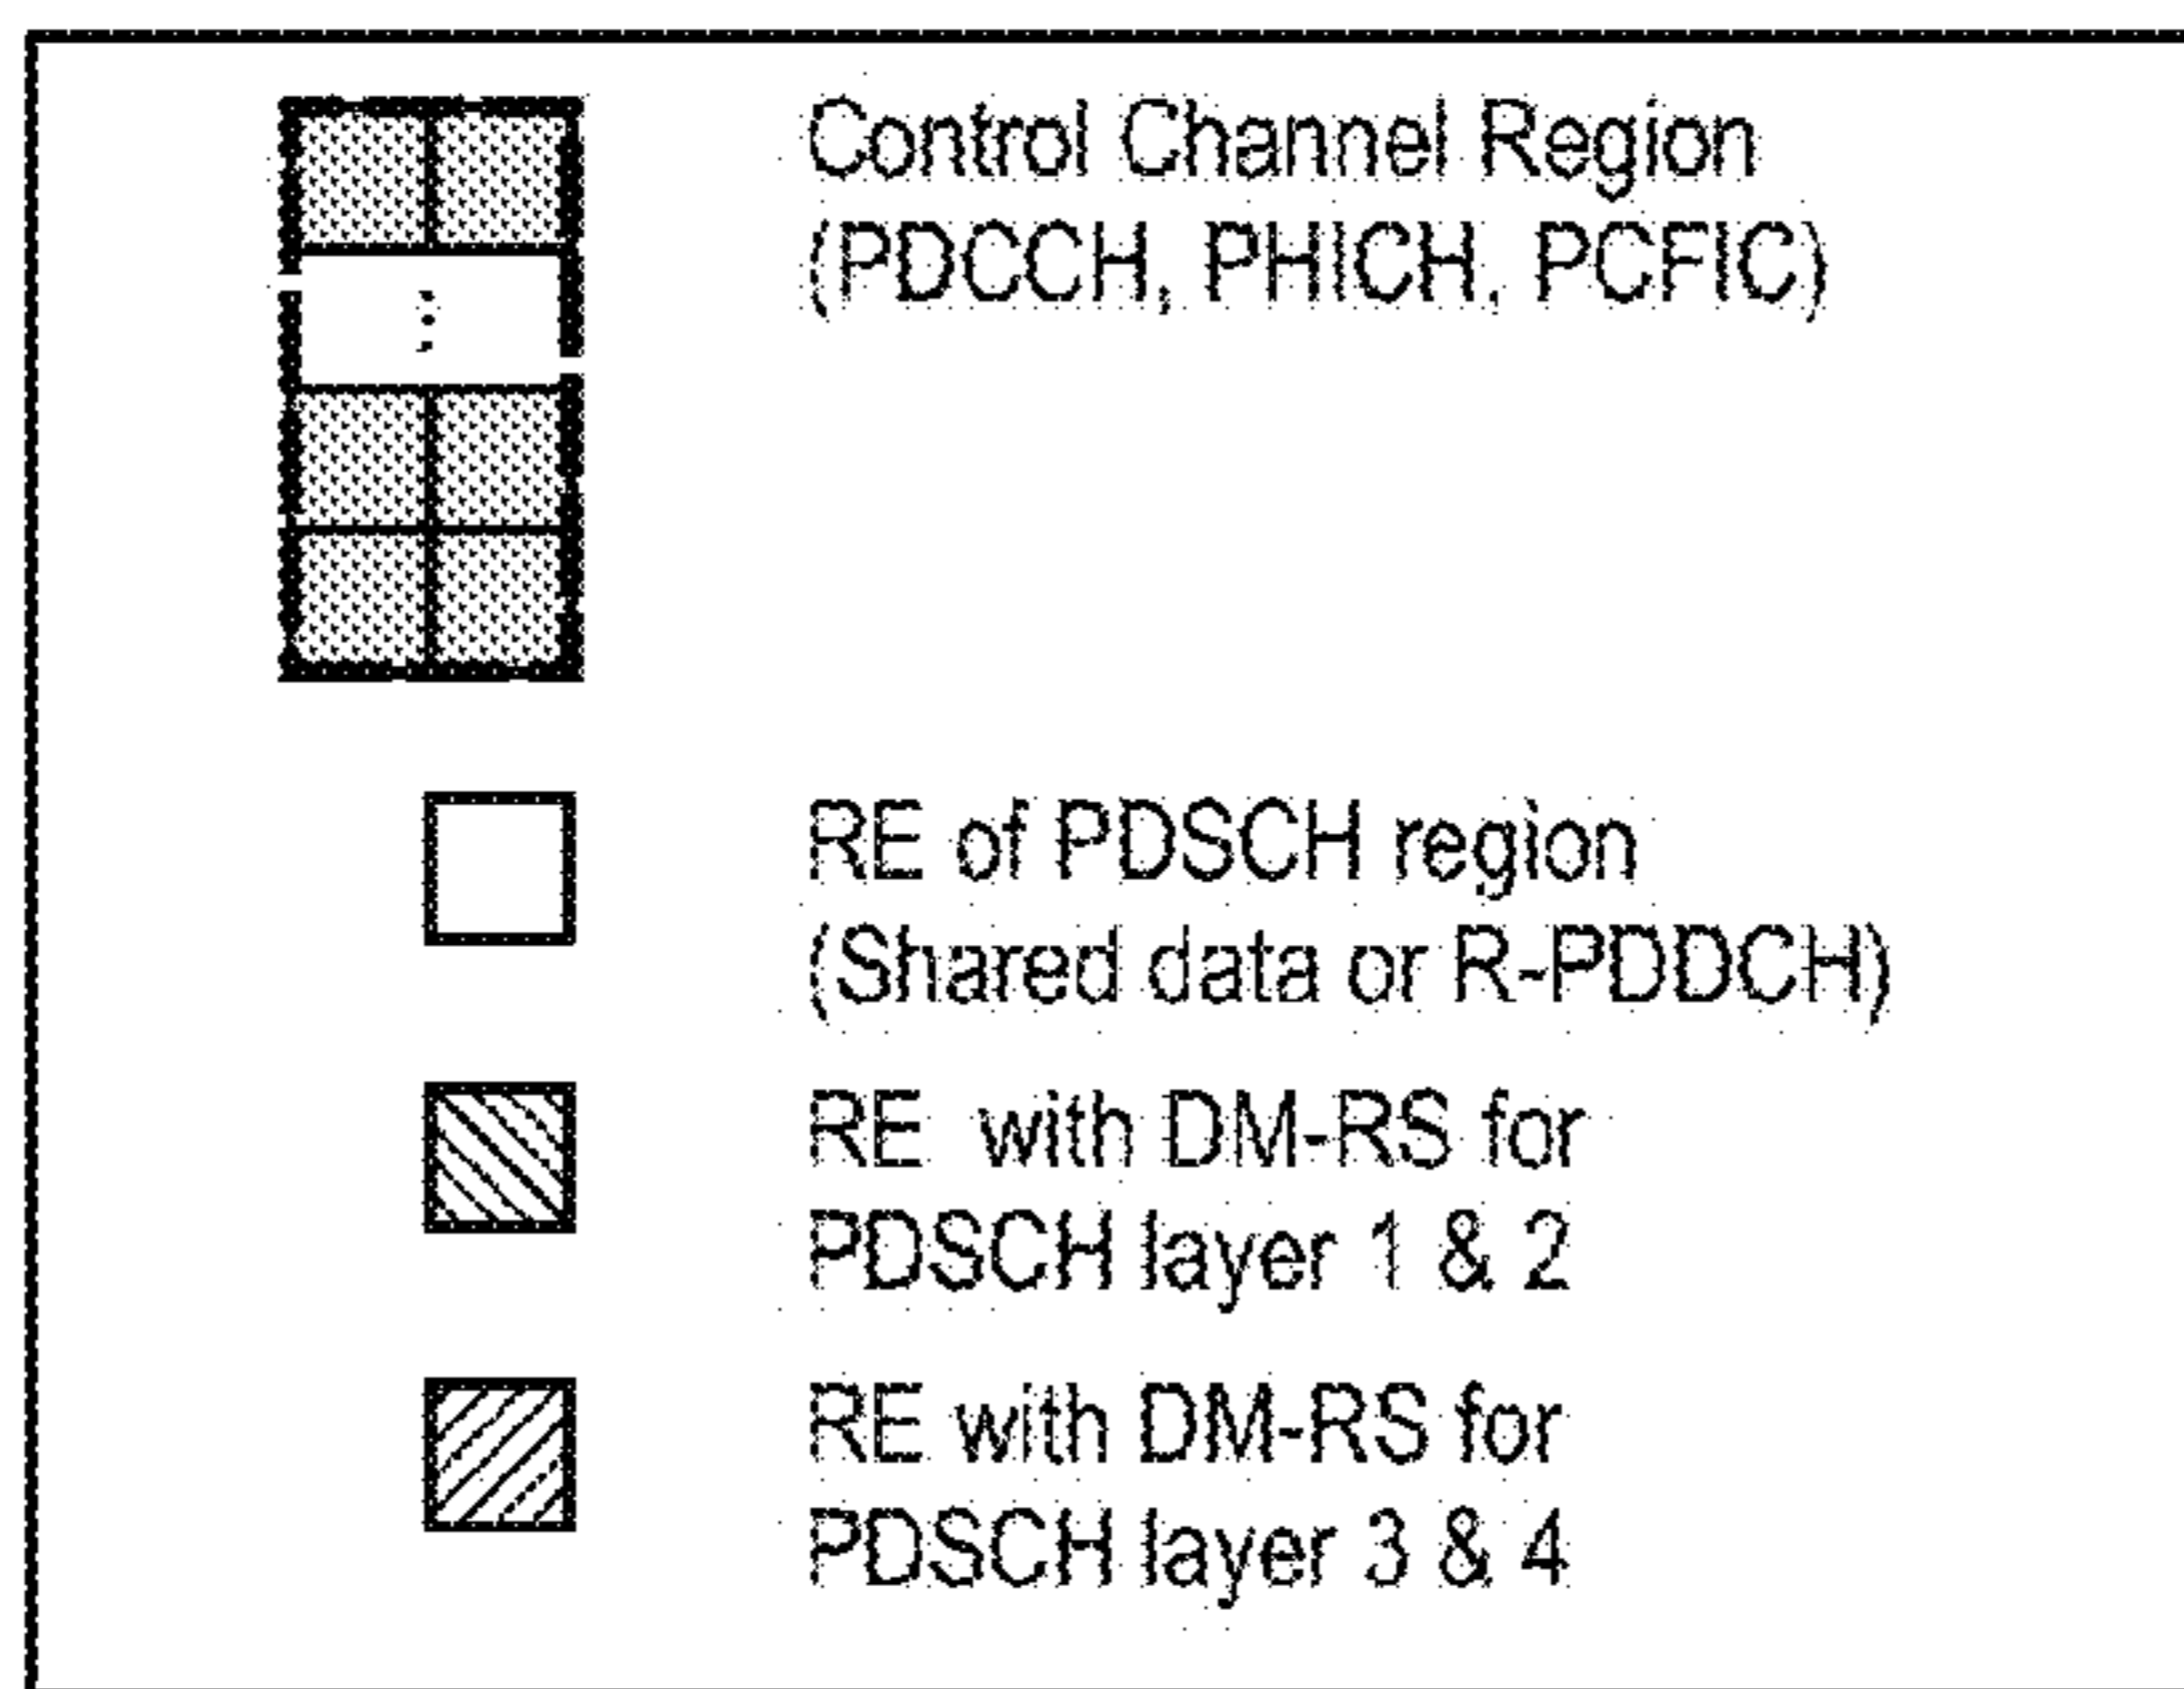 Control Channel Region
(PDCCH, PHICH, PCFIC)
RE of PDSCH region
(Shared data or R-PDDCH)
RE with DM-RS for
PDSCH layer 1 & 2
RE with DM-RS for
PDSCH layer 3 & 4